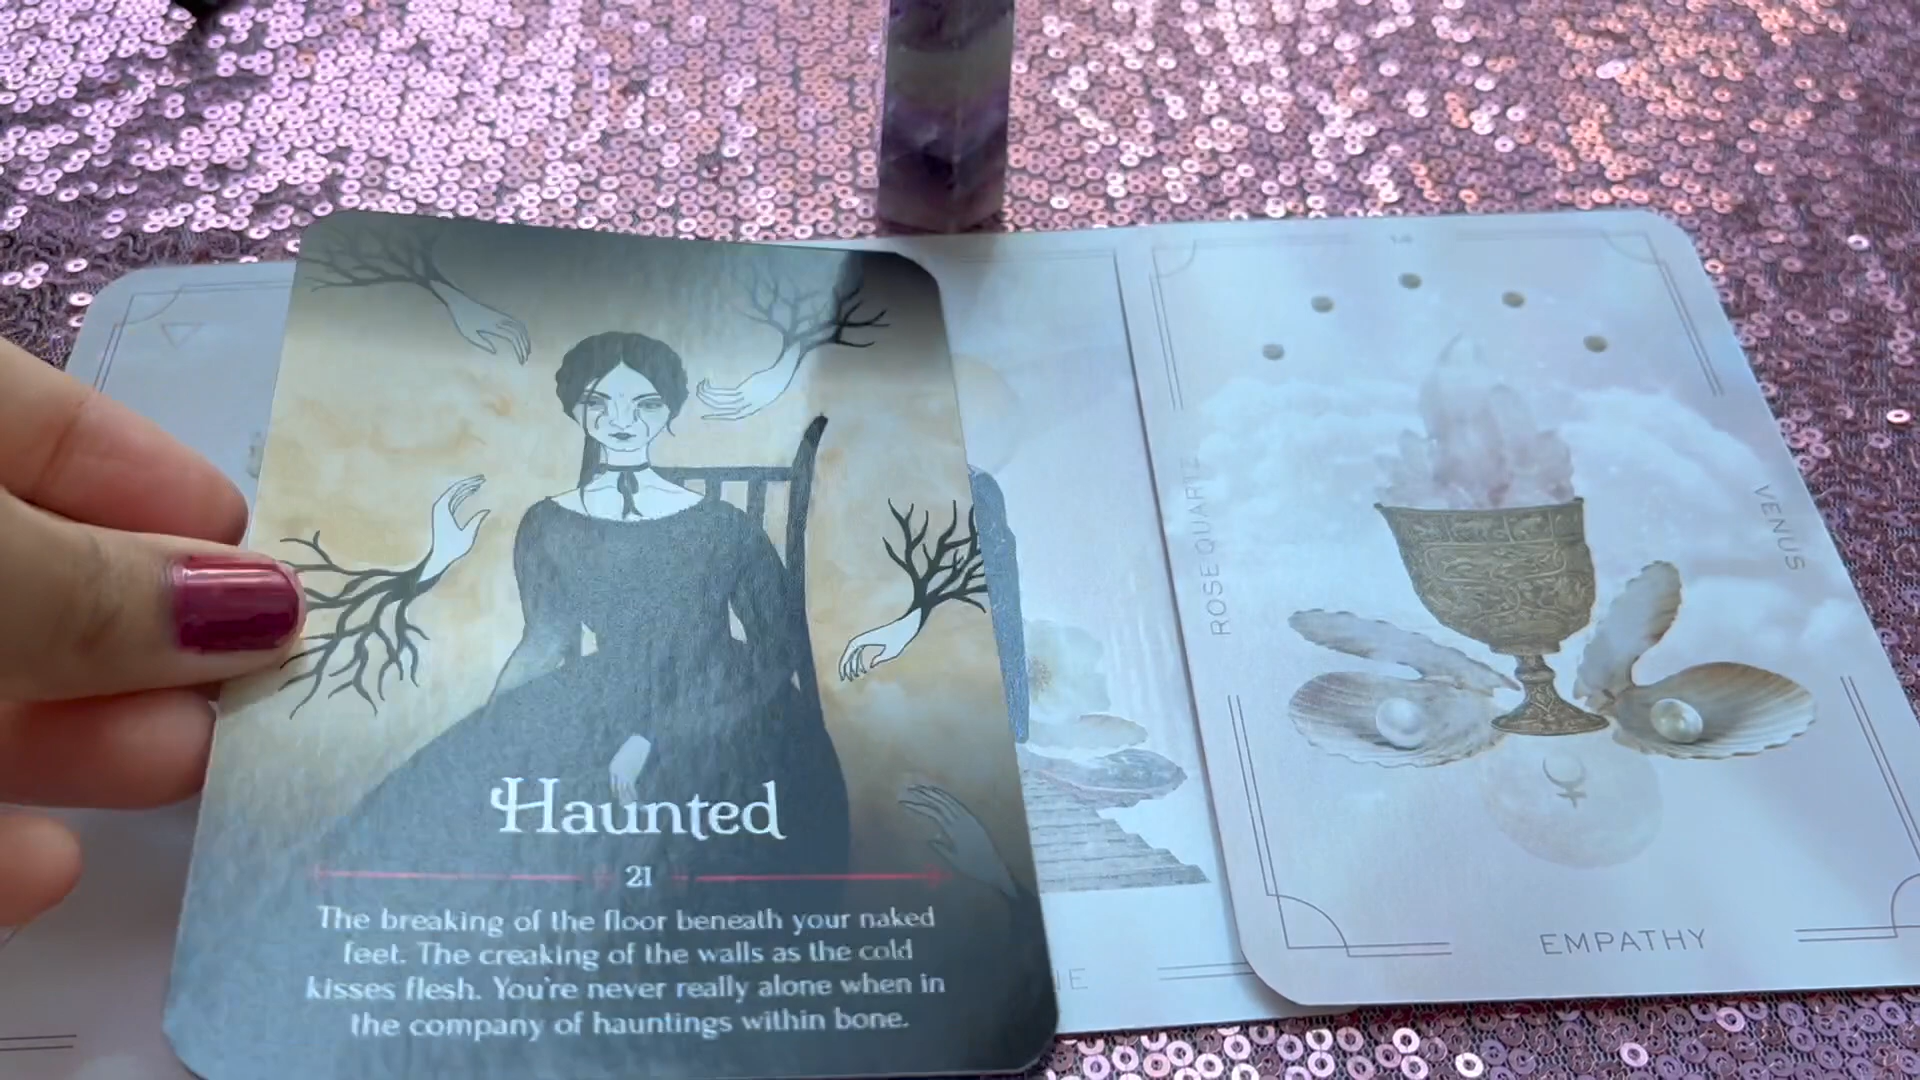 Haunted
21
The breaking of the floor beneath your naked
feet. The creaking of the walls as the cold
kisses flesh. You're never really alone when in
the company of hauntings within bone.
14
ROSE QUARTZ
VENUS
EMPATHY